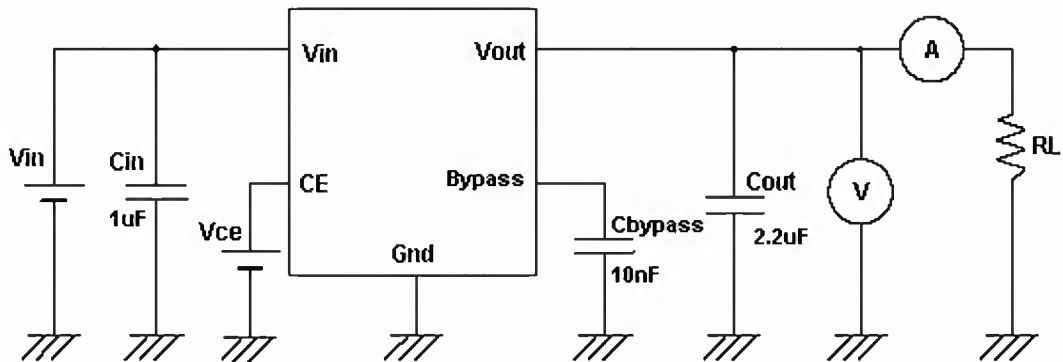 Vin
Vout
A
Vin
Cin
1uF
CE
Vce
Bypass
Gnd
Cbypass
10nF
Cout
2.2uF
V
RL